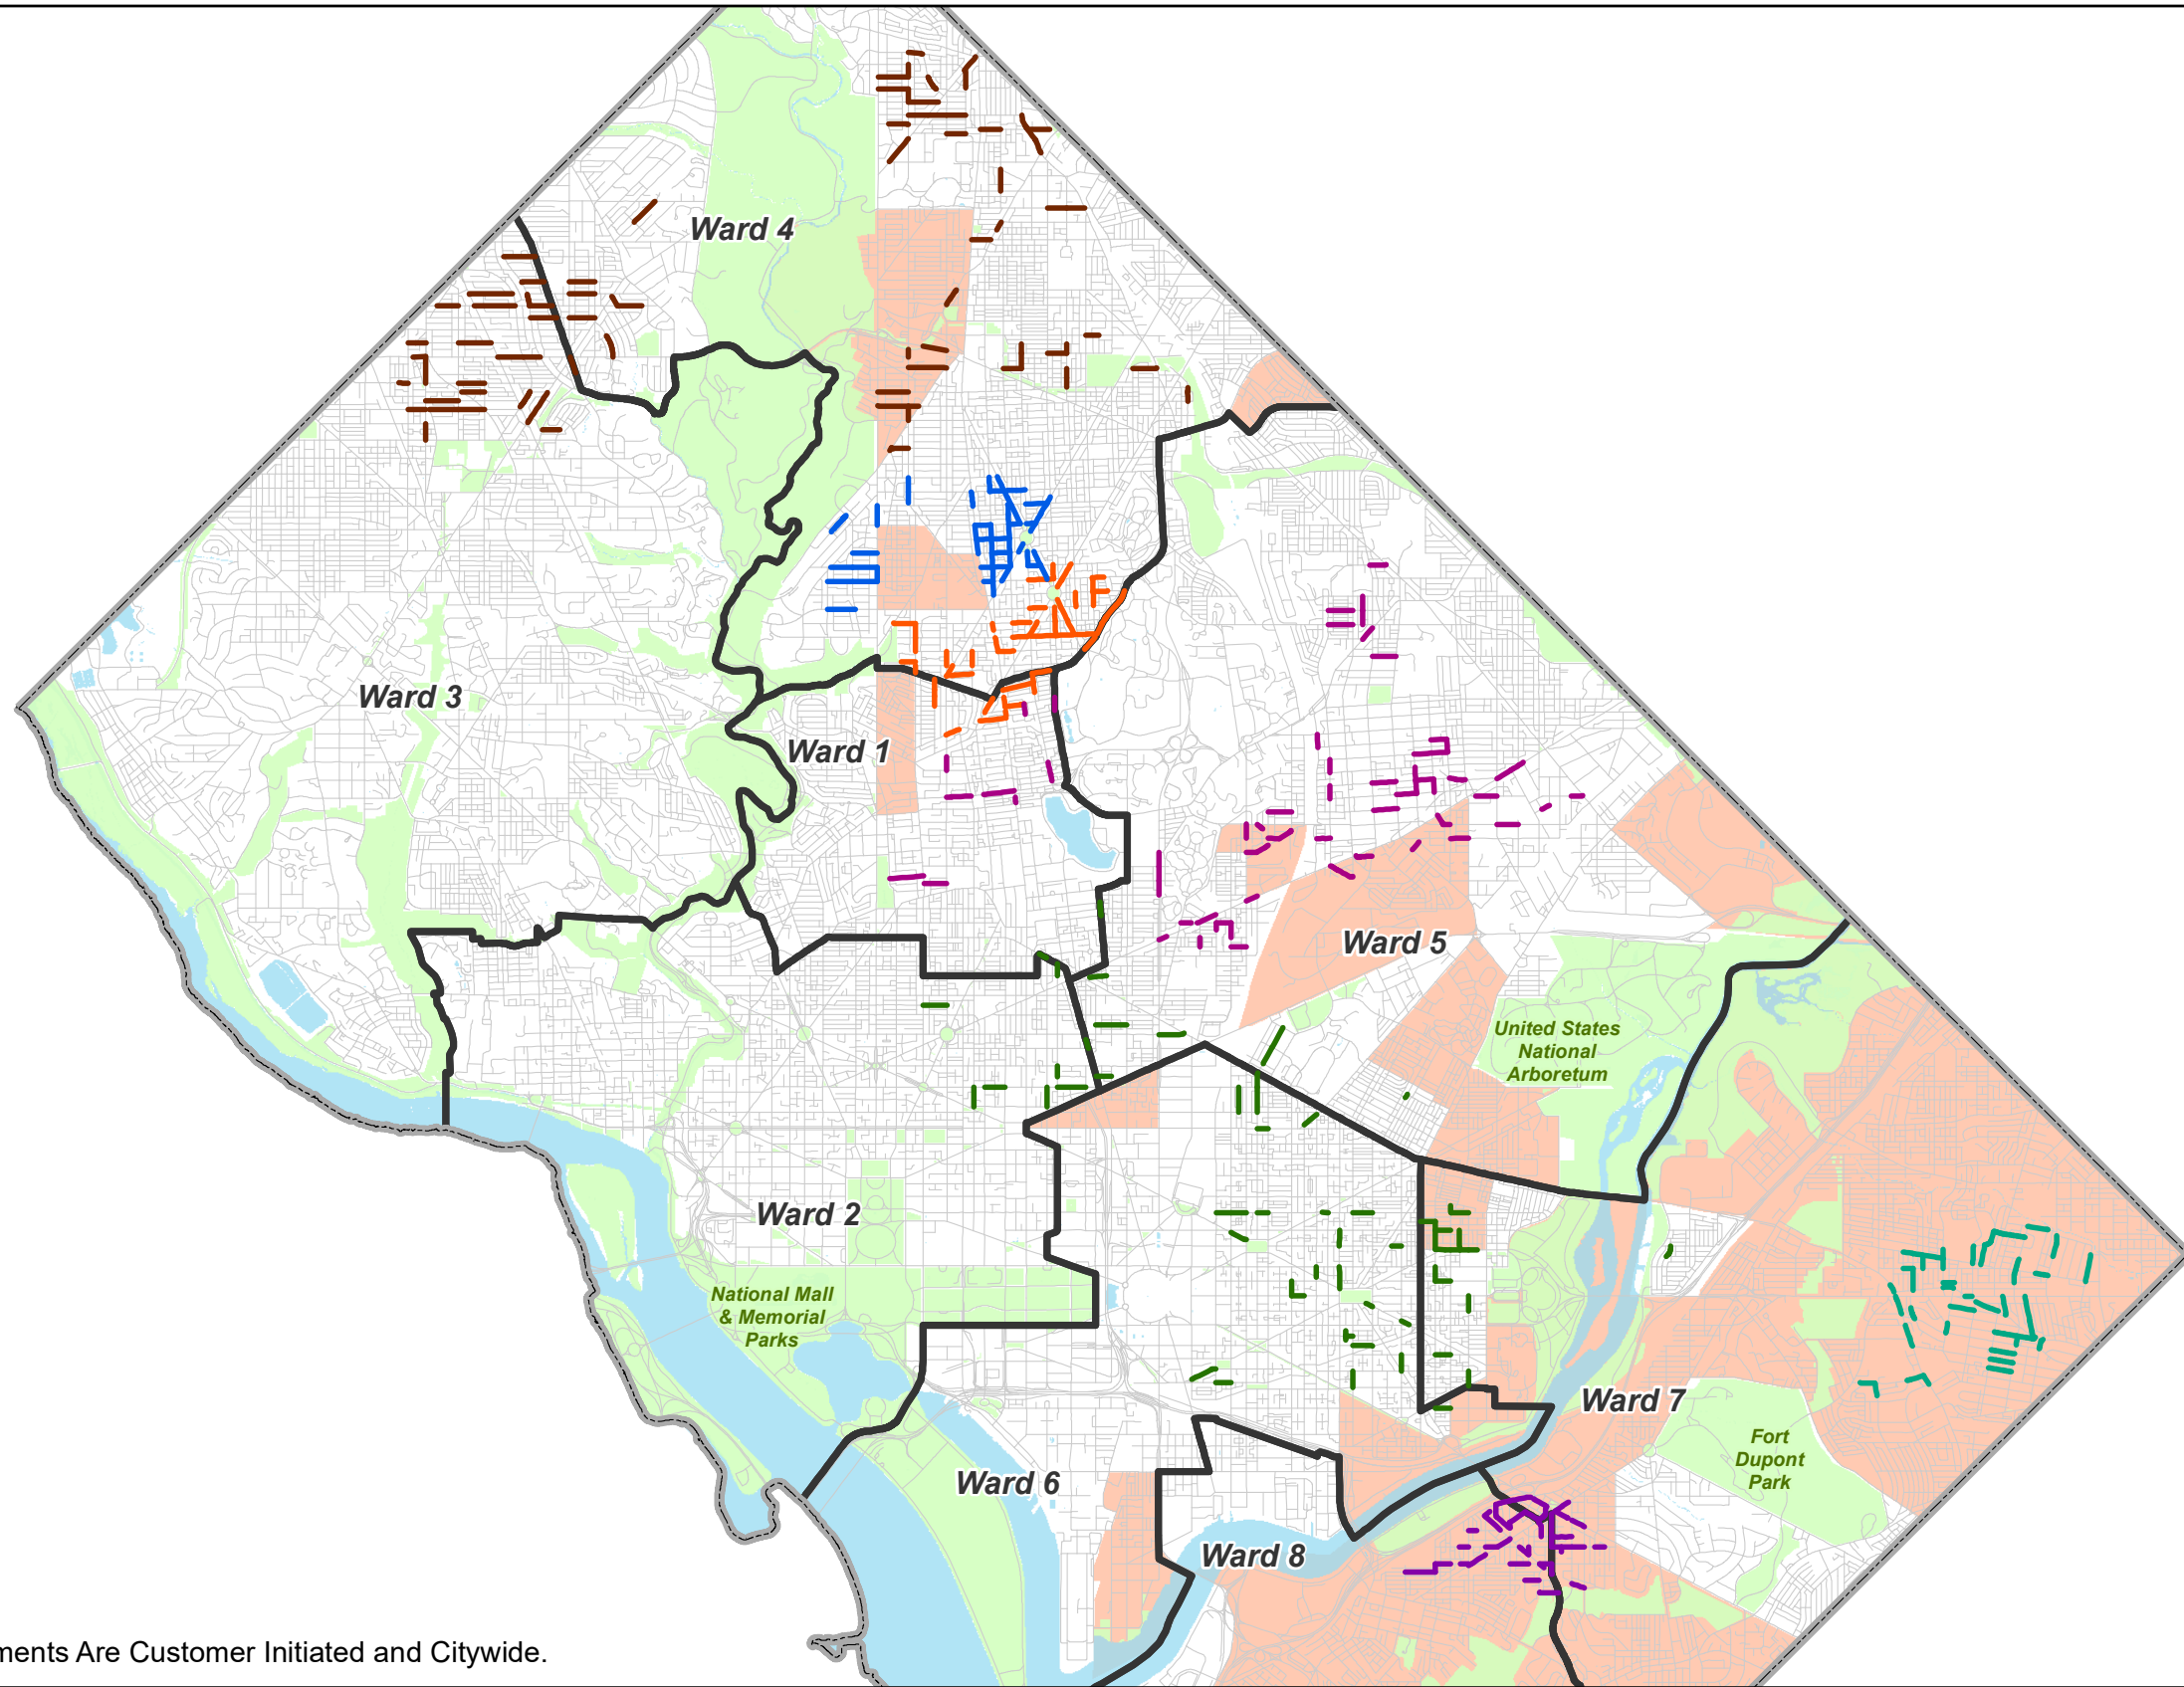 Ward 4
Ward 3
Ward 1
Ward 5
United States
National
Arboretum
Ward 2
National Mall
& Memorial
Parks
Ward 7
Fort
Dupont
Park
Ward 6
Ward 8
ments Are Customer Initiated and Citywide.